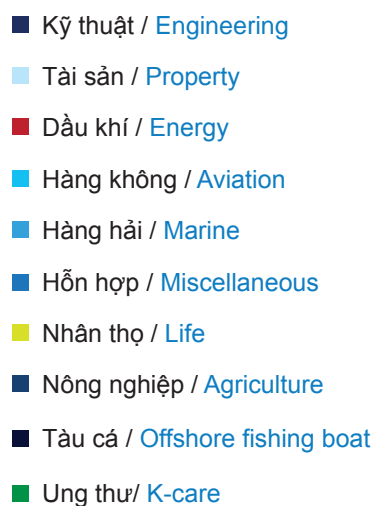 Kỹ thuật / Engineering
Tài sản / Property
Dầu khí / Energy
Hàng không / Aviation
Hàng hải / Marine
Hỗn hợp / Miscellaneous
Nhân thọ / Life
Nông nghiệp / Agriculture
Tàu cá / Offshore fishing boat
Ung thư/ K-care